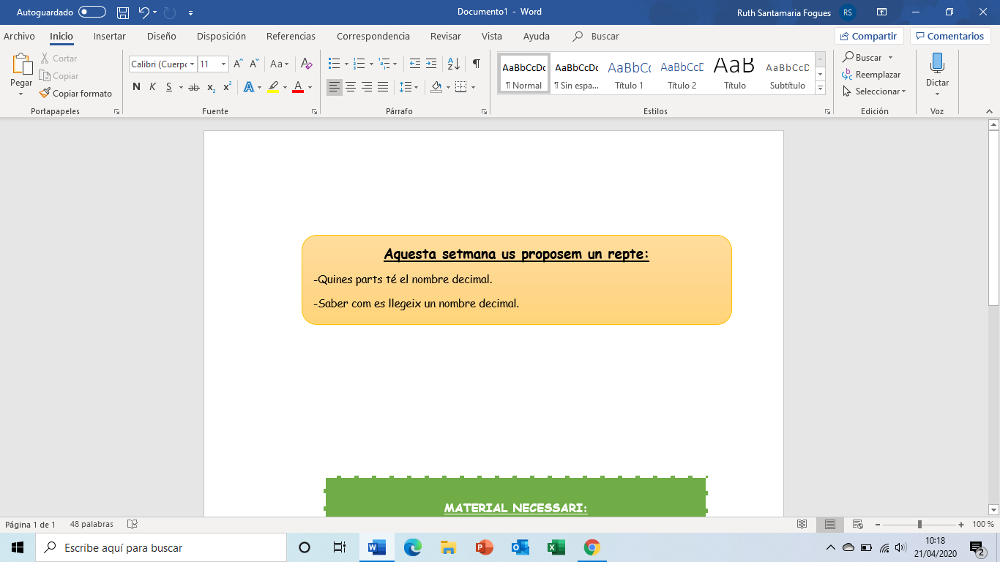 Autoguardado
Documento1 - Word
Ruth Santamaria Fogues
RS
Archivo Inicio Insertar Diseño Disposición Referencias Correspondencia Revisar Vista Ayuda Buscar
Compartir Comentarios
Pegar
Cortar
Copiar
Copiar formato
Portapapeles
Calibri (Cuerpo 11
Aa
N K S ab x2 x2 A A
Fuente
Párrafo
AaBbCcDc AaBbCcDc AaBbCc AaBbCcD AaB AaBbCcD
¶ Normal ¶ Sin espa... Título 1 Título 2 Título Subtítulo
Estilos
Buscar
Reemplazar
Seleccionar
Edición
Dictar
Voz
Aquesta setmana us proposem un repte:
-Quines parts té el nombre decimal.
-Saber com es llegeix un nombre decimal.
MATERIAL NECESSARI:
Página 1 de 1 48 palabras
100 %
Escribe aquí para buscar
10:18
21/04/2020
2